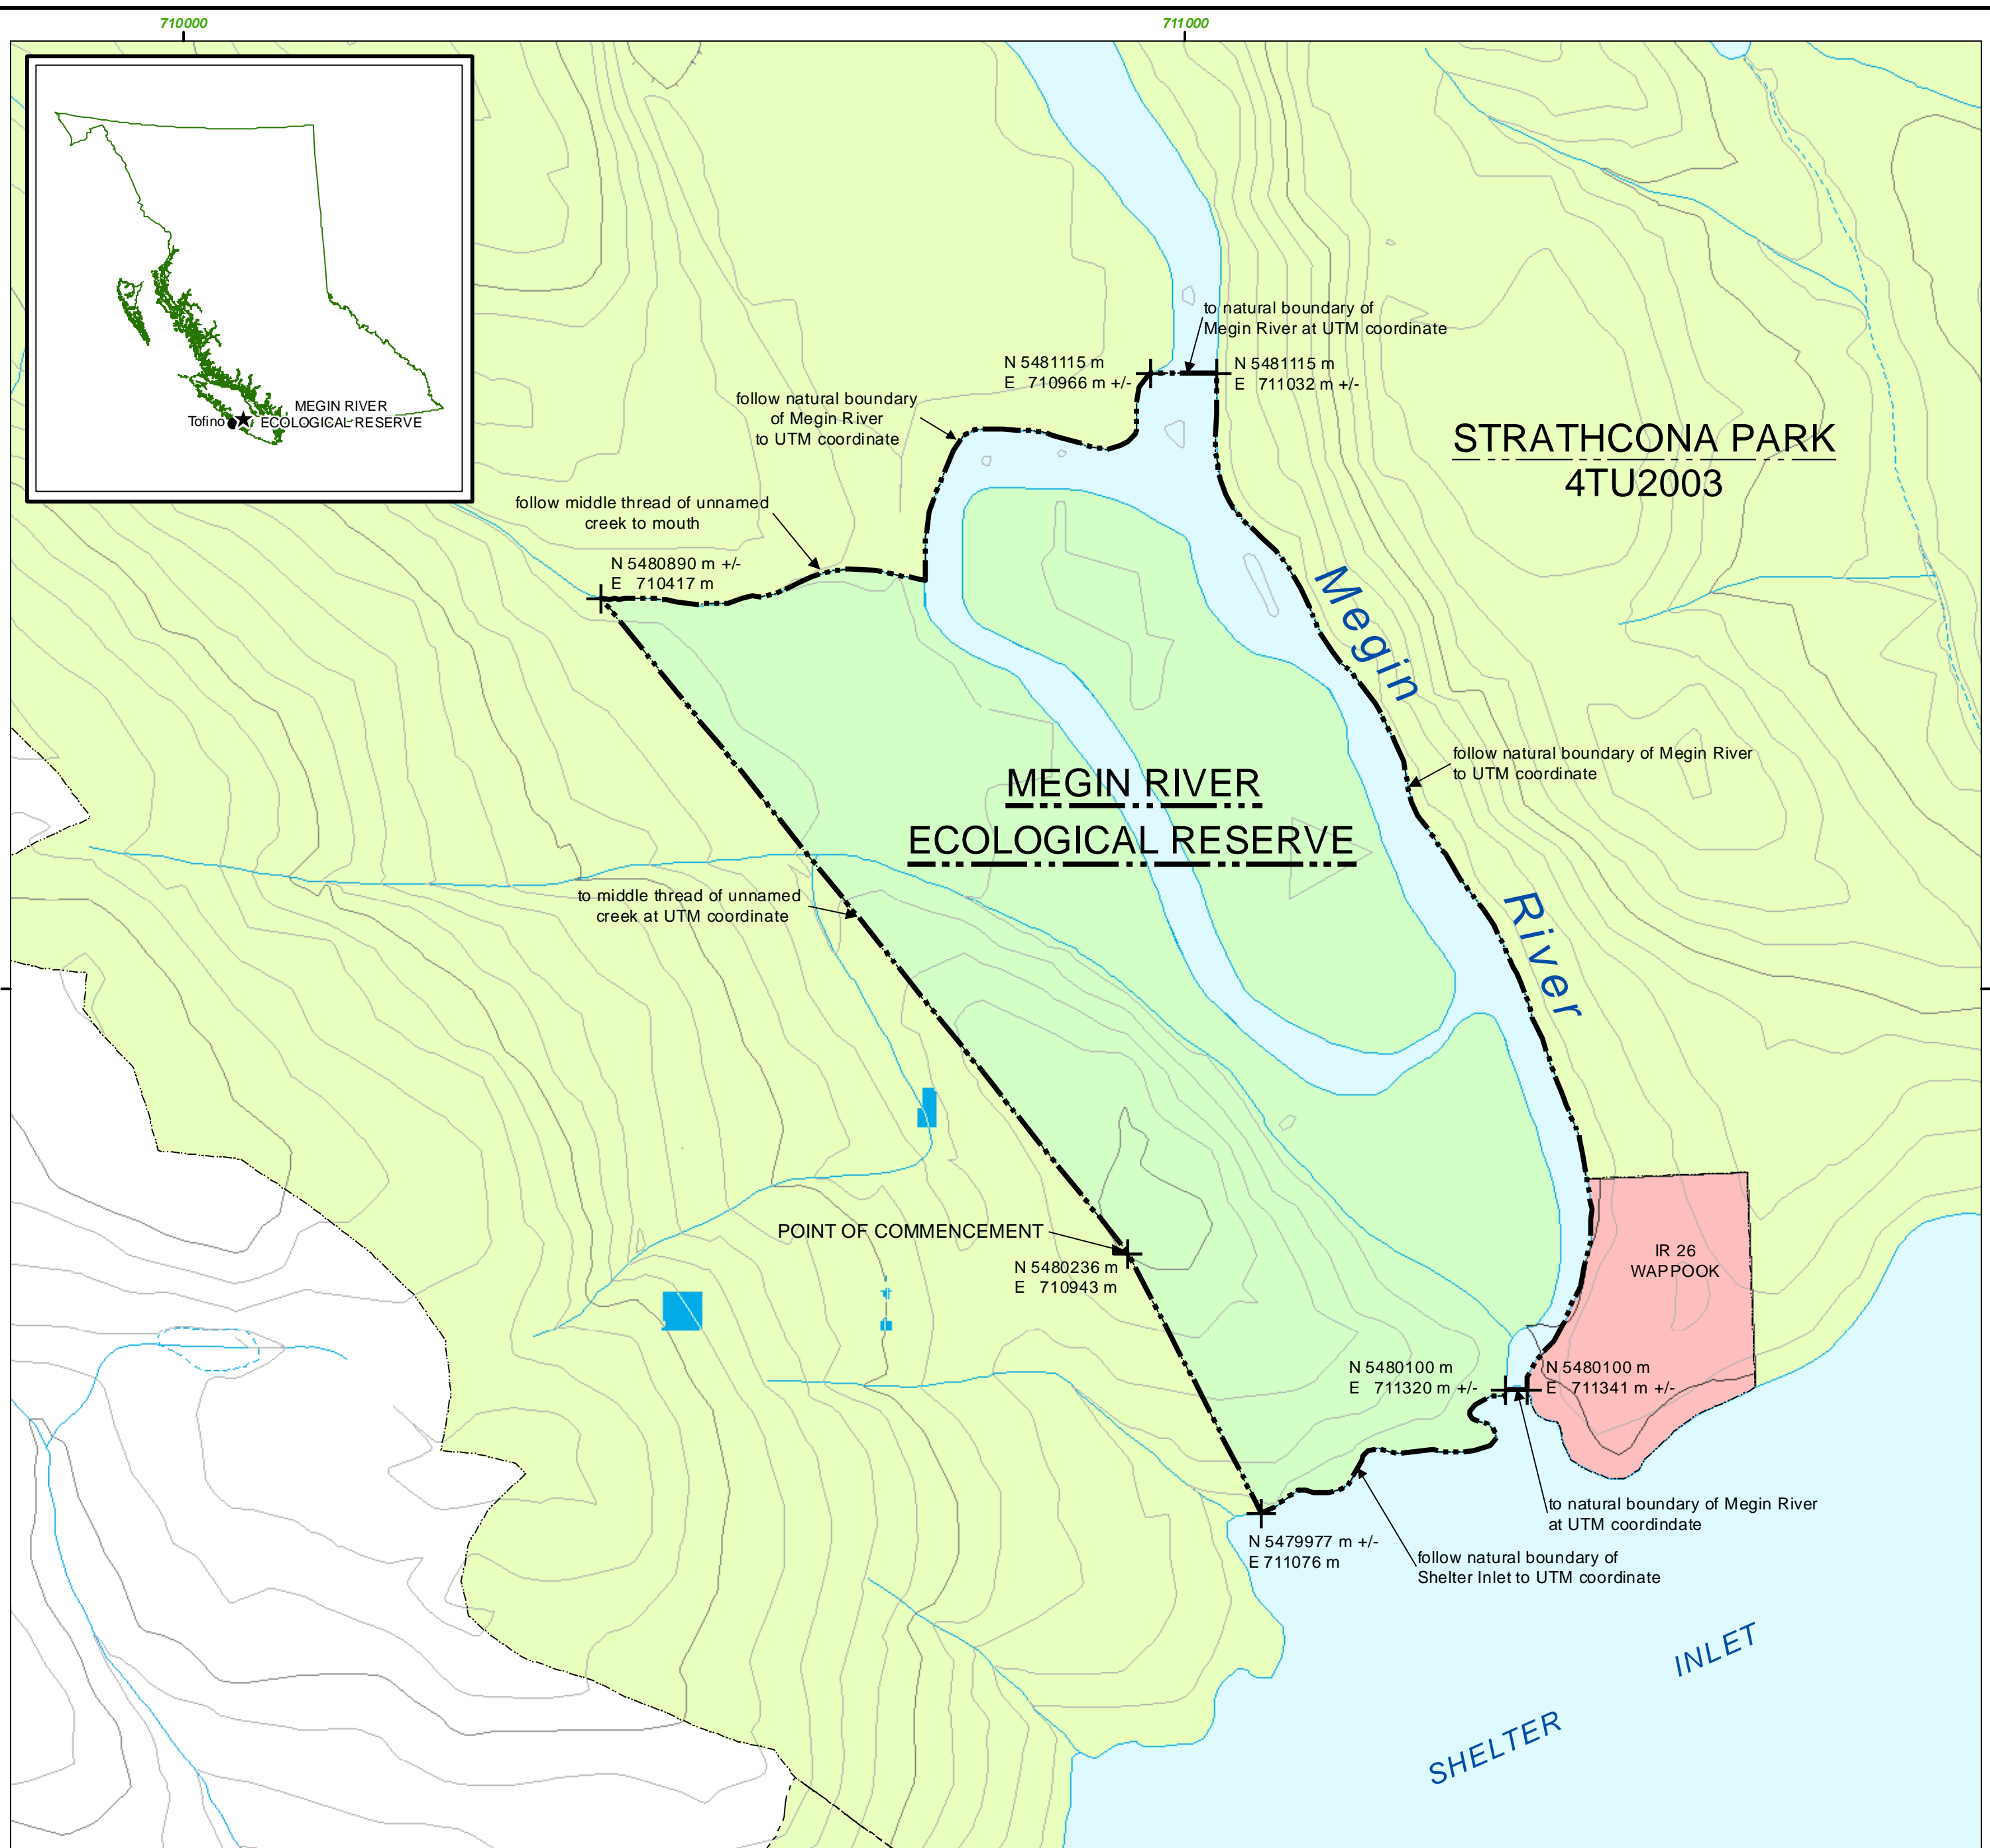 710000
711000
Tofino
MEGIN RIVER
ECOLOGICAL RESERVE
to natural boundary of
Megin River at UTM coordinate
N 5481115 m
E 710966 m +/-
N 5481115 m
E 711032 m +/-
follow natural boundary
of Megin River
to UTM coordinate
STRATHCONA PARK
4TU2003
follow middle thread of unnamed
creek to mouth
N 5480890 m +/-
E 710417 m
Megin
River
follow natural boundary of Megin River
to UTM coordinate
MEGIN RIVER
ECOLOGICAL RESERVE
to middle thread of unnamed
creek at UTM coordinate
POINT OF COMMENCEMENT
N 5480236 m
E 710943 m
IR 26
WAPPOOK
N 5480100 m
E 711320 m +/-
N 5480100 m
E 711341 m +/-
to natural boundary of Megin River
at UTM coordindate
N 5479977 m +/-
E 711076 m
follow natural boundary of
Shelter Inlet to UTM coordinate
SHELTER INLET